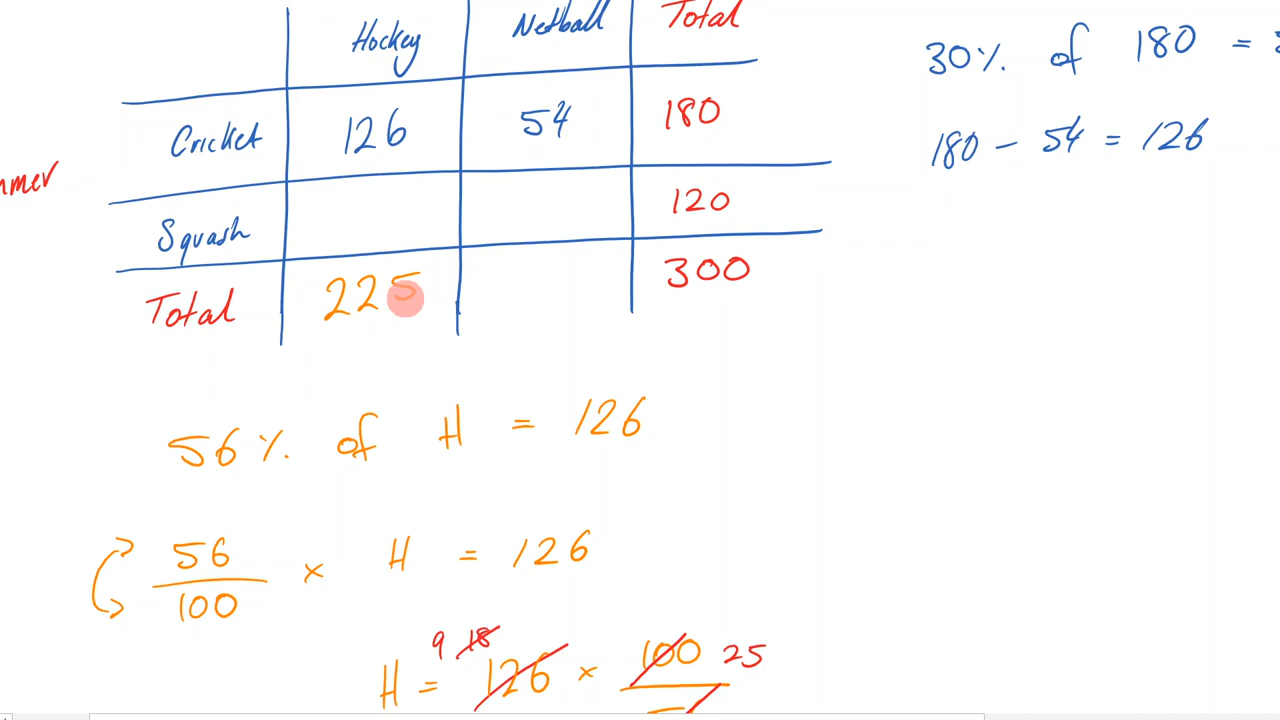 Hockey Netball Total
30% of 180 =
Cricket 126 54 180
180 - 54 = 126
Squash 120
Total 225 300
56% of H = 126
56/100 × H = 126
9 18 25
H = 126 × 100